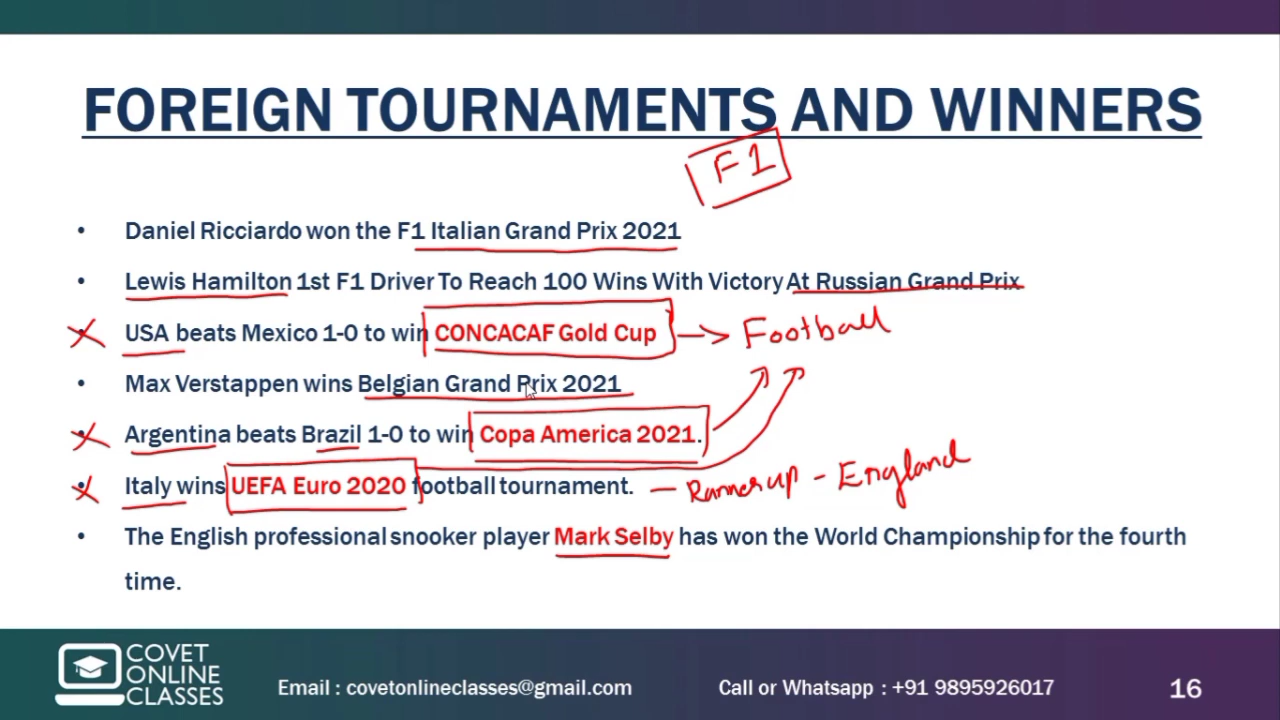 FOREIGN TOURNAMENTS AND WINNERS
F1
• Daniel Ricciardo won the F1 Italian Grand Prix 2021
• Lewis Hamilton 1st F1 Driver To Reach 100 Wins With Victory At Russian Grand Prix
• USA beats Mexico 1-0 to win CONCACAF Gold Cup → Football
• Max Verstappen wins Belgian Grand Prix 2021
• Argentina beats Brazil 1-0 to win Copa America 2021.
• Italy wins UEFA Euro 2020 football tournament. — Runnerup - England
• The English professional snooker player Mark Selby has won the World Championship for the fourth
time.
COVET
ONLINE
CLASSES
Email : covetonlineclasses@gmail.com
Call or Whatsapp : +91 9895926017
16